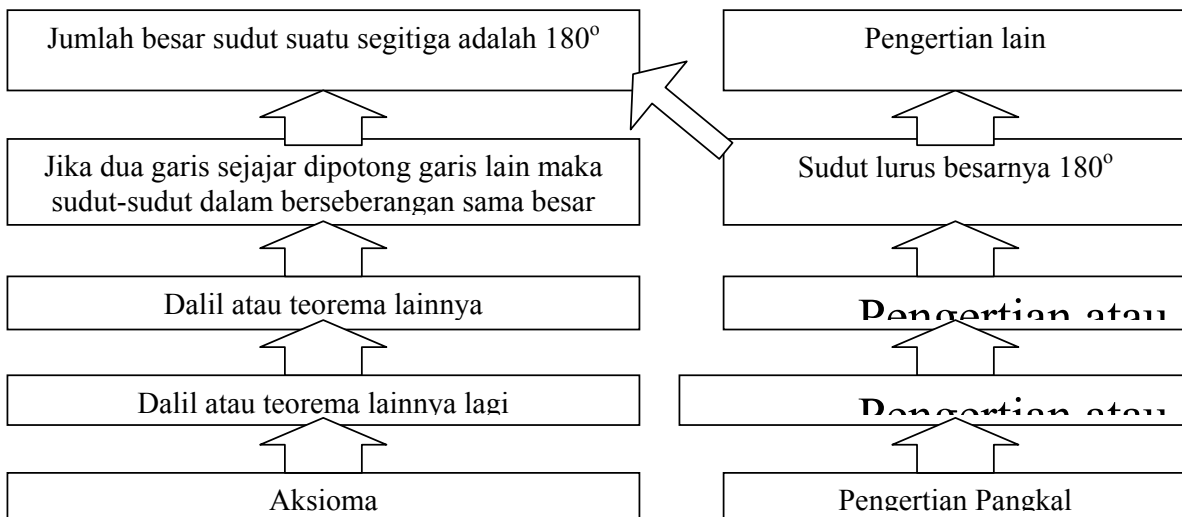 Jumlah besar sudut suatu segitiga adalah 180°
Pengertian lain
Jika dua garis sejajar dipotong garis lain maka
sudut-sudut dalam berseberangan sama besar
Sudut lurus besarnya 180°
Dalil atau teorema lainnya
Pengertian atau
Dalil atau teorema lainnya lagi
Pengertian atau
Aksioma
Pengertian Pangkal